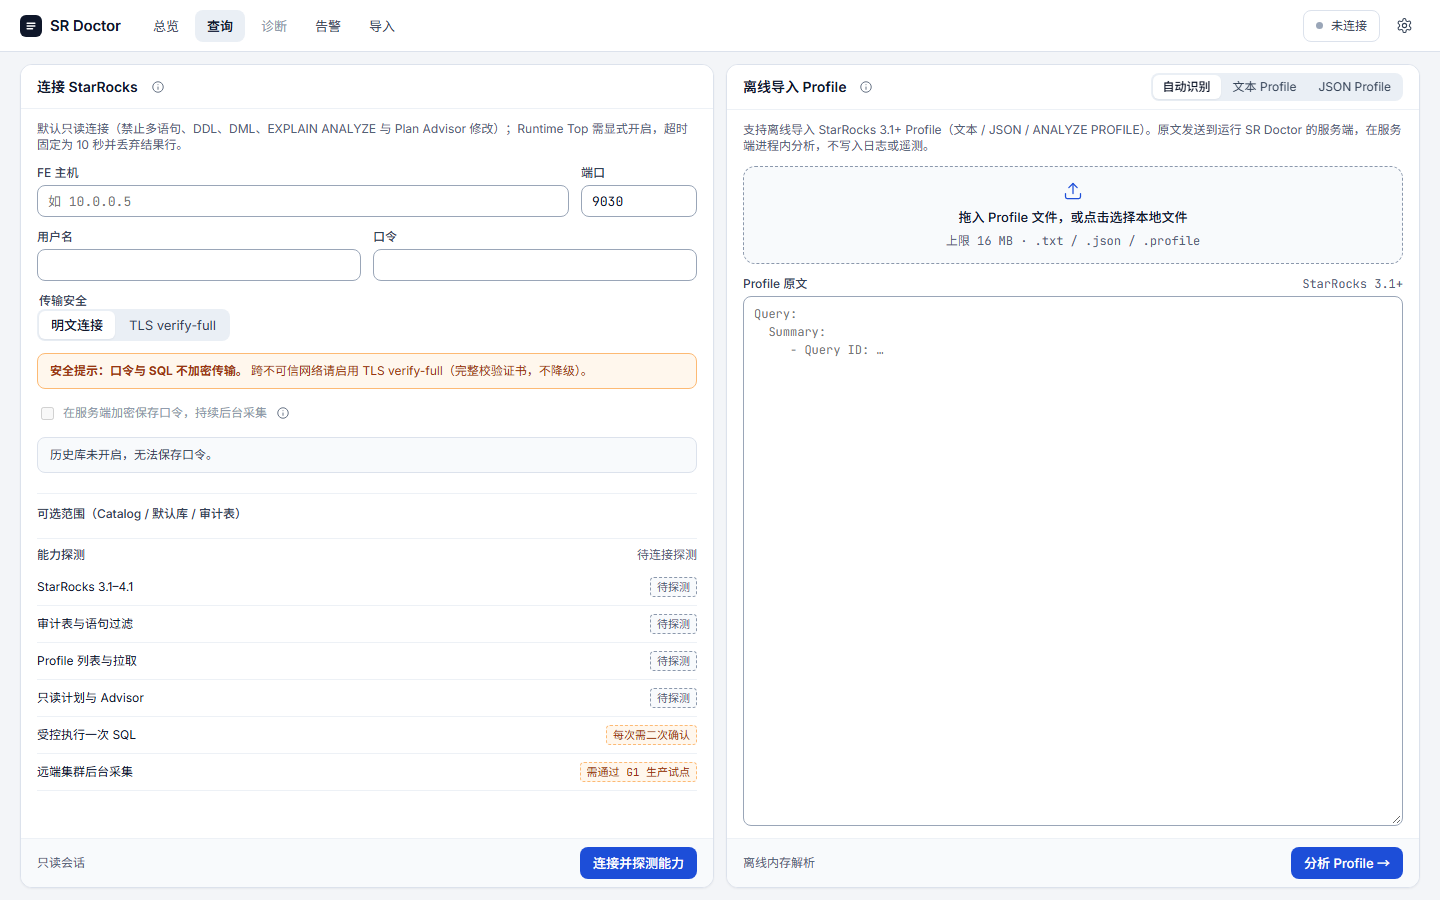 SR Doctor
总览
查询
诊断
告警
导入
未连接
连接 StarRocks
默认只读连接（禁止多语句、DDL、DML、EXPLAIN ANALYZE 与 Plan Advisor 修改）；Runtime Top 需显式开启，超时
固定为 10 秒并丢弃结果行。
FE 主机
端口
如 10.0.0.5
9030
用户名
口令
传输安全
明文连接
TLS verify-full
安全提示：口令与 SQL 不加密传输。 跨不可信网络请启用 TLS verify-full（完整校验证书，不降级）。
在服务端加密保存口令，持续后台采集
历史库未开启，无法保存口令。
可选范围（Catalog / 默认库 / 审计表）
能力探测
待连接探测
StarRocks 3.1–4.1
待探测
审计表与语句过滤
待探测
Profile 列表与拉取
待探测
只读计划与 Advisor
待探测
受控执行一次 SQL
每次需二次确认
远端集群后台采集
需通过 G1 生产试点
只读会话
连接并探测能力
离线导入 Profile
自动识别
文本 Profile
JSON Profile
支持离线导入 StarRocks 3.1+ Profile（文本 / JSON / ANALYZE PROFILE）。原文发送到运行 SR Doctor 的服务端，在服务
端进程内分析，不写入日志或遥测。
拖入 Profile 文件，或点击选择本地文件
上限 16 MB · .txt / .json / .profile
Profile 原文
StarRocks 3.1+
Query:
Summary:
- Query ID: …
离线内存解析
分析 Profile →